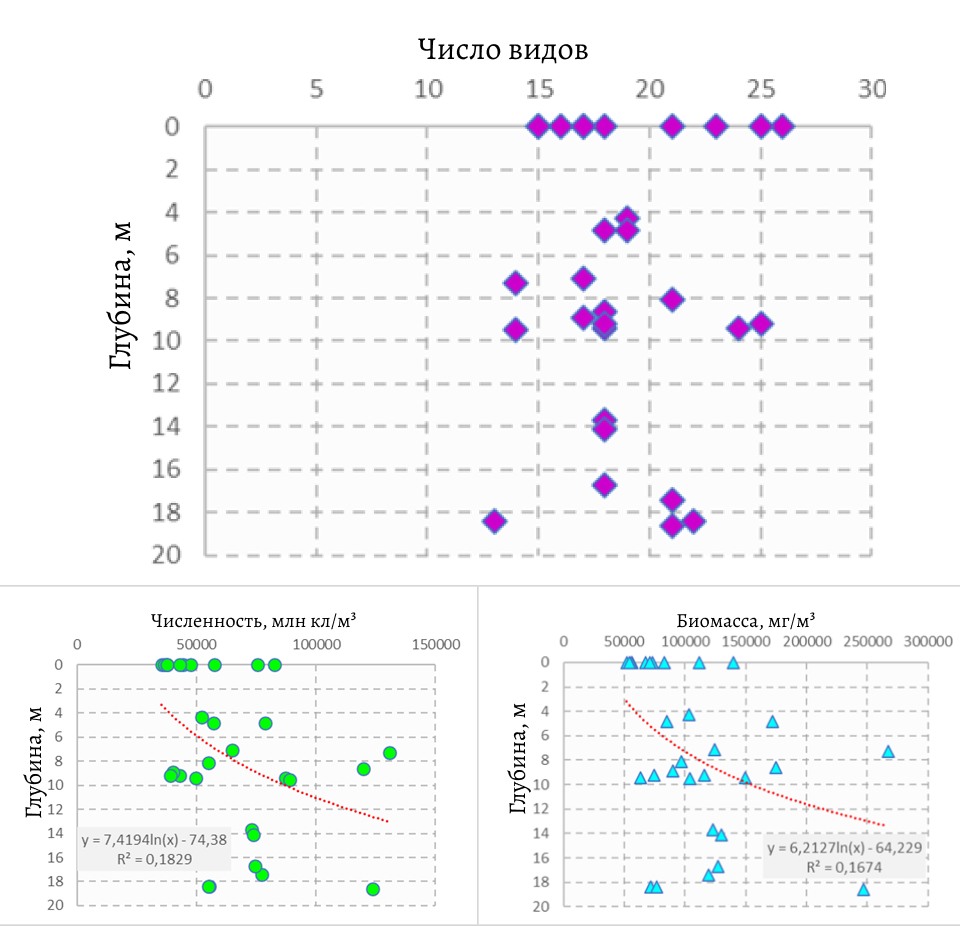 Число видов
0 5 10 15 20 25 30
Глубина, м
0
2
4
6
8
10
12
14
16
18
20
Численность, млн кл/м³
0 50000 100000 150000
Глубина, м
0
2
4
6
8
10
12
14
16
18
20
y = 7,4194ln(x) - 74,38
R² = 0,1829
Биомасса, мг/м³
0 50000 100000 150000 200000 250000 300000
Глубина, м
0
2
4
6
8
10
12
14
16
18
20
y = 6,2127ln(x) - 64,229
R² = 0,1674